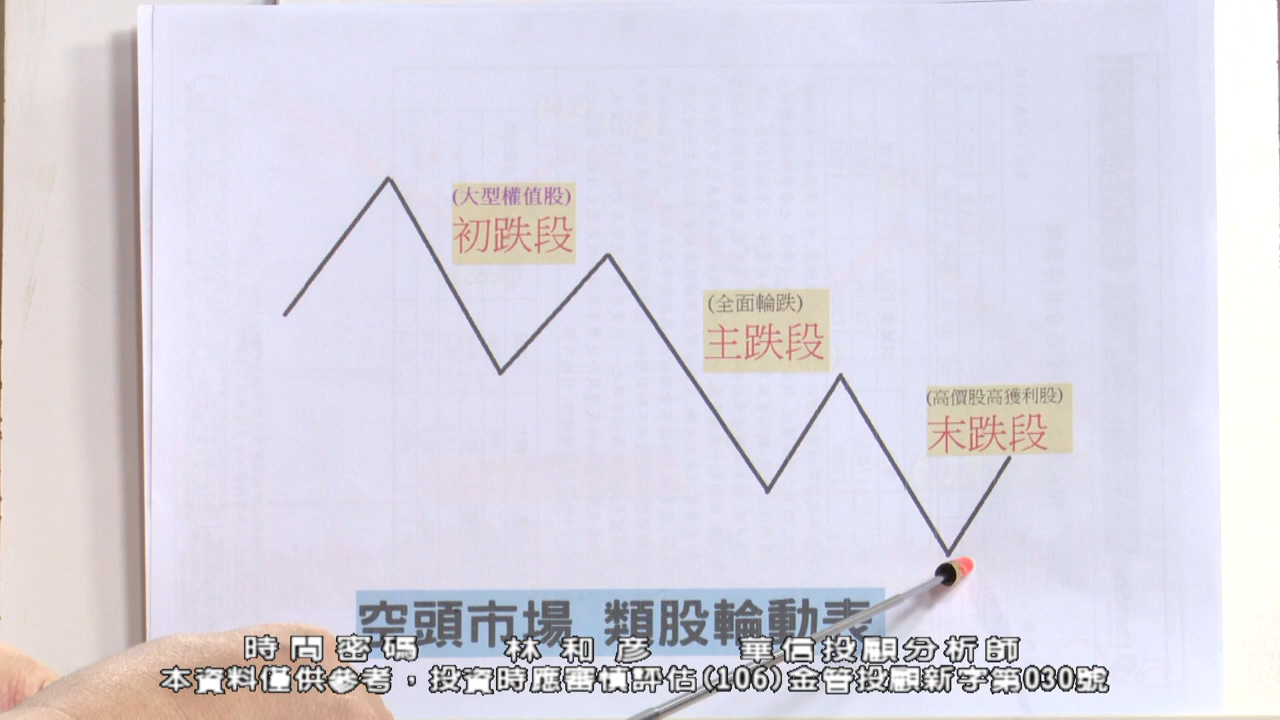 (大型權值股)
初跌段
(全面輪跌)
主跌段
(高價股高獲利股)
末跌段
空頭市場 類股輪動表
時間密碼 林和彥 華信投顧分析師
本資料僅供參考，投資時應審慎評估(106)金管投顧新字第030號